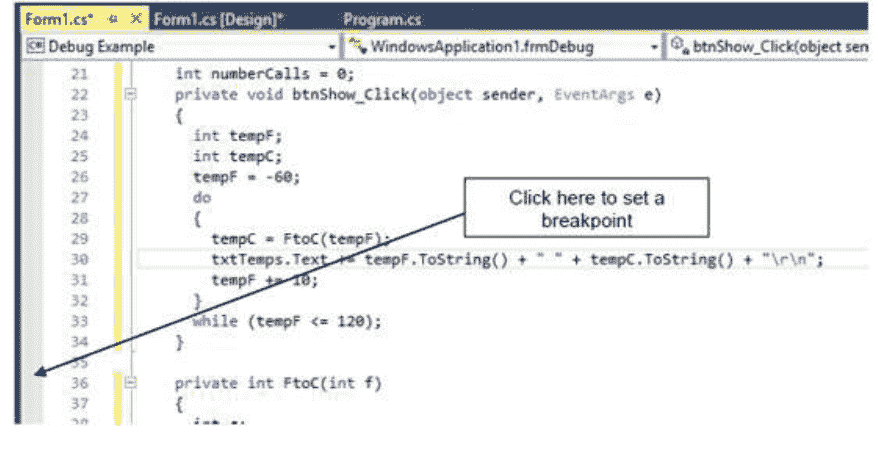 Form1.cs* Form1.cs [Design]* Program.cs
C# Debug Example WindowsApplication1.frmDebug btnShow_Click(object sen
21 int numberCalls = 0;
22 private void btnShow_Click(object sender, EventArgs e)
23 {
24 int tempF;
25 int tempC;
26 tempF = -60;
27 do
28 {
29 tempC = FtoC(tempF);
30 txtTemps.Text += tempF.ToString() + " " + tempC.ToString() + "\r\n";
31 tempF += 10;
32 }
33 while (tempF <= 120);
34 }
35
36 private int FtoC(int f)
37 {
Click here to set a
breakpoint